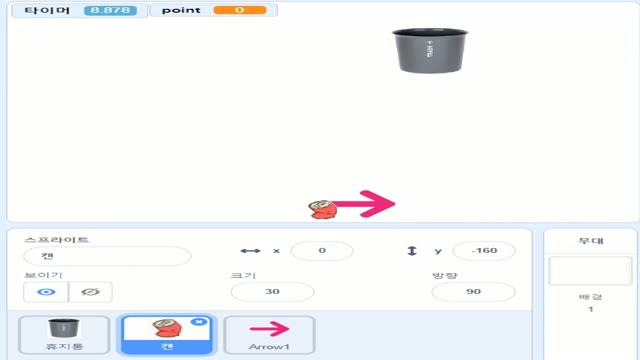 타이머 8.878 point 0
스프라이트
캔
x 0
y -160
보이기
크기
30
방향
90
무대
배경
1
휴지통
캔
Arrow1